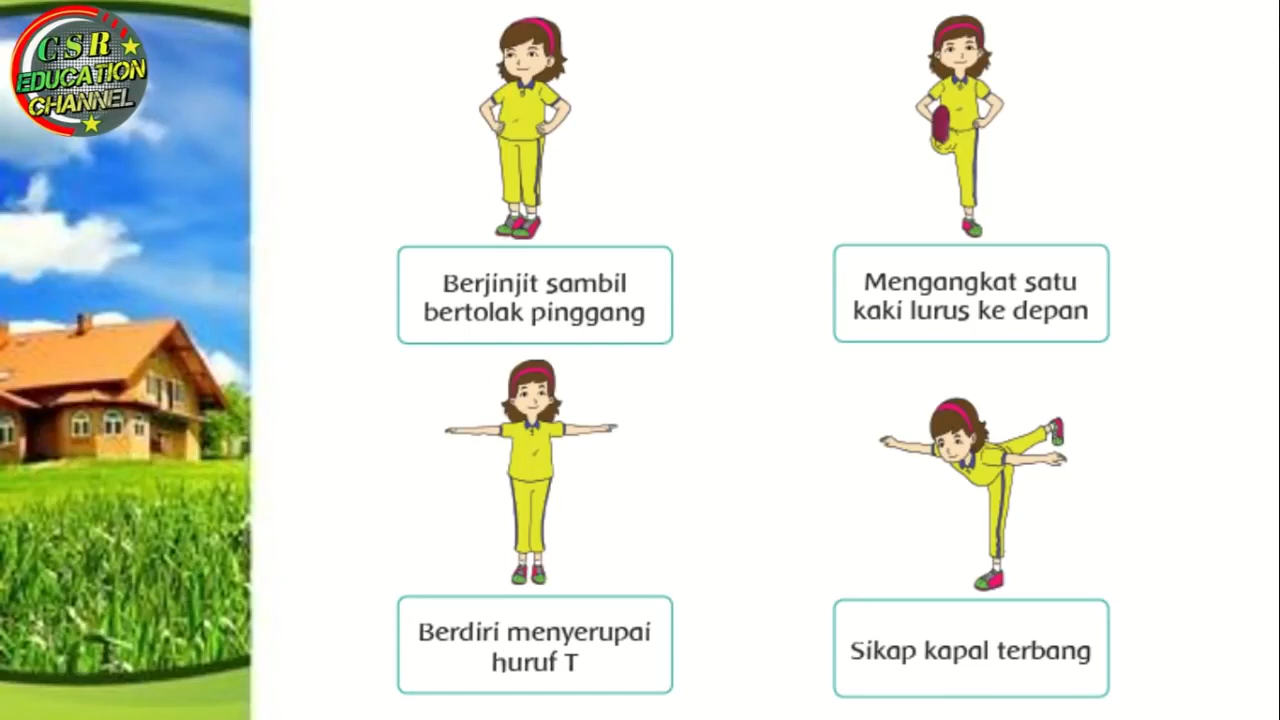 CSR
EDUCATION
CHANNEL
Berjinjit sambil
bertolak pinggang
Mengangkat satu
kaki lurus ke depan
Berdiri menyerupai
huruf T
Sikap kapal terbang